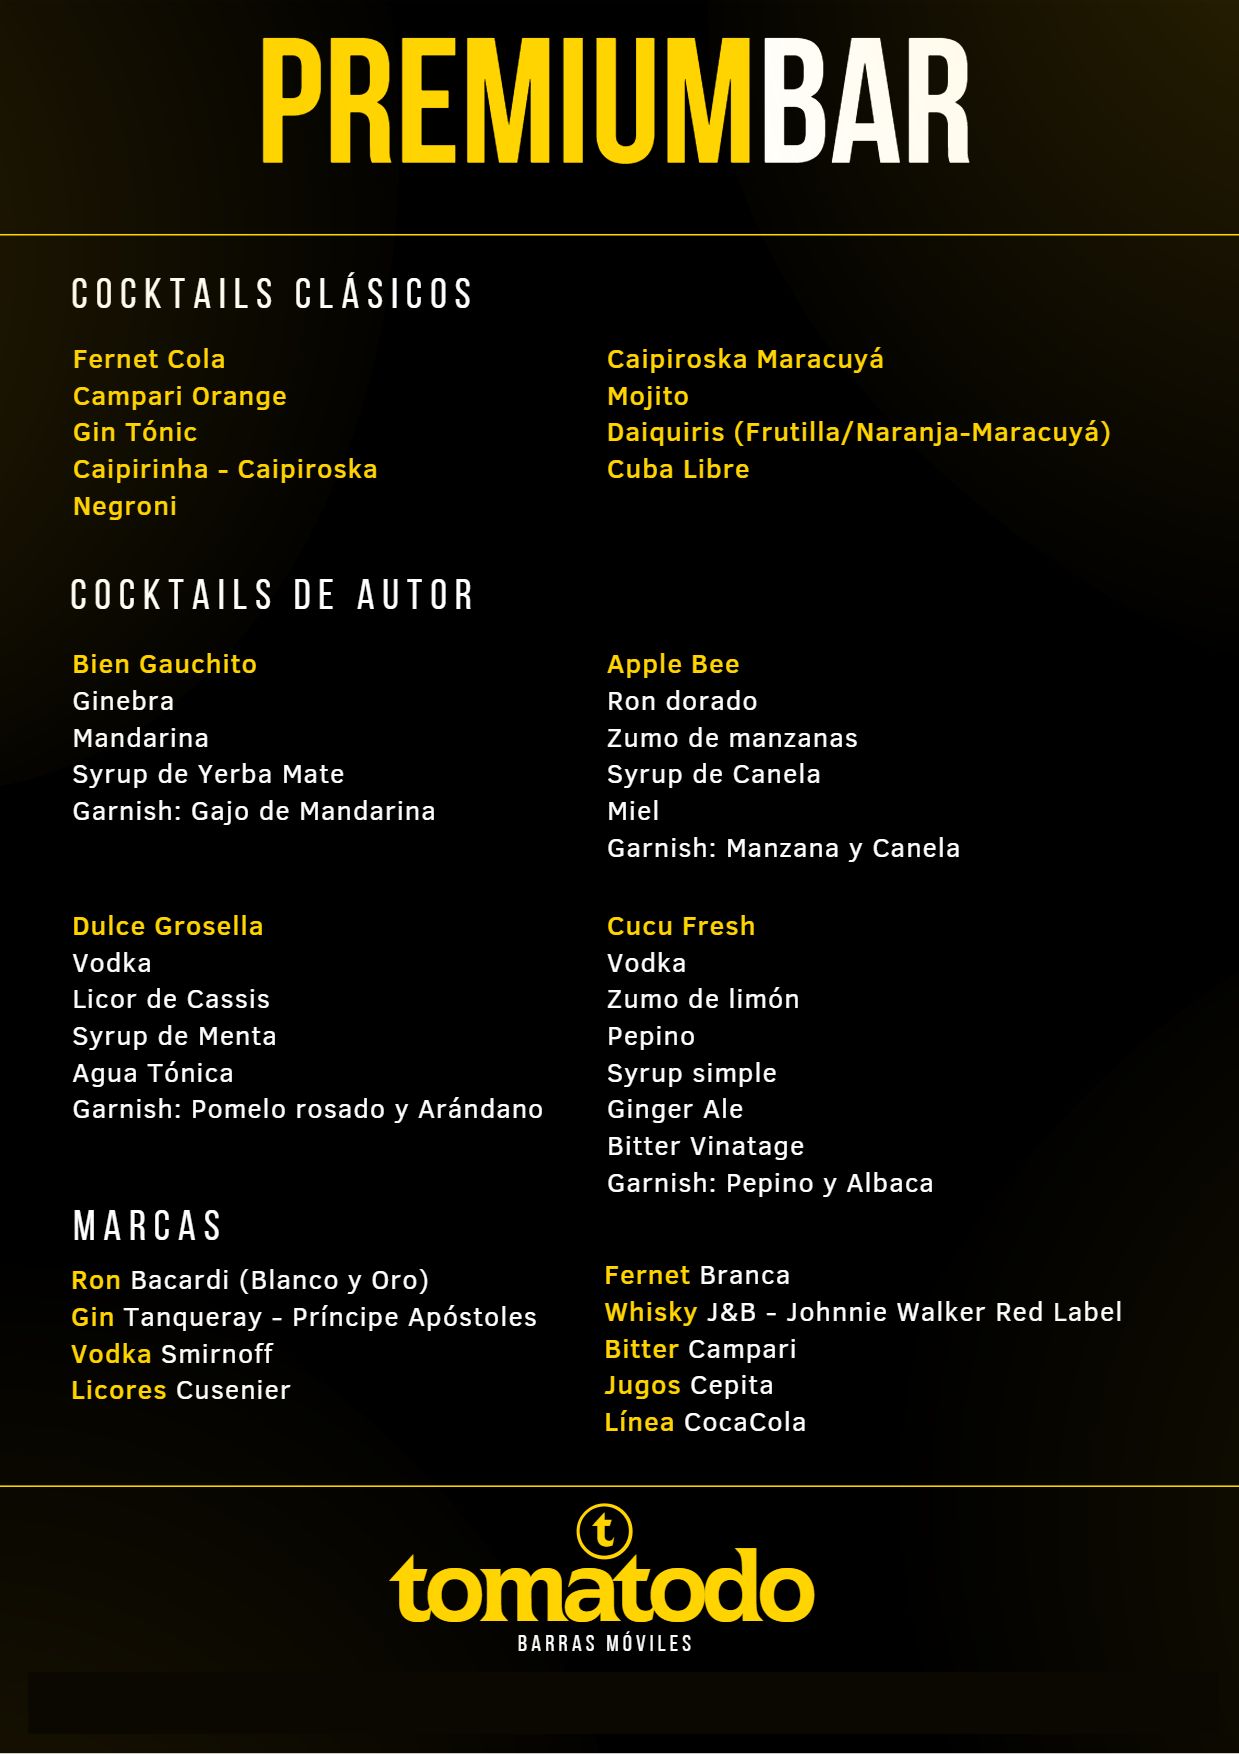 PREMIUMBAR
COCKTAILS CLÁSICOS
Fernet Cola
Campari Orange
Gin Tónic
Caipirinha - Caipiroska
Negroni
Caipiroska Maracuyá
Mojito
Daiquiris (Frutilla/Naranja-Maracuyá)
Cuba Libre
COCKTAILS DE AUTOR
Bien Gauchito
Ginebra
Mandarina
Syrup de Yerba Mate
Garnish: Gajo de Mandarina
Apple Bee
Ron dorado
Zumo de manzanas
Syrup de Canela
Miel
Garnish: Manzana y Canela
Dulce Grosella
Vodka
Licor de Cassis
Syrup de Menta
Agua Tónica
Garnish: Pomelo rosado y Arándano
Cucu Fresh
Vodka
Zumo de limón
Pepino
Syrup simple
Ginger Ale
Bitter Vinatage
Garnish: Pepino y Albaca
MARCAS
Ron Bacardi (Blanco y Oro)
Gin Tanqueray - Príncipe Apóstoles
Vodka Smirnoff
Licores Cusenier
Fernet Branca
Whisky J&B - Johnnie Walker Red Label
Bitter Campari
Jugos Cepita
Línea CocaCola
t
tomatodo
BARRAS MÓVILES